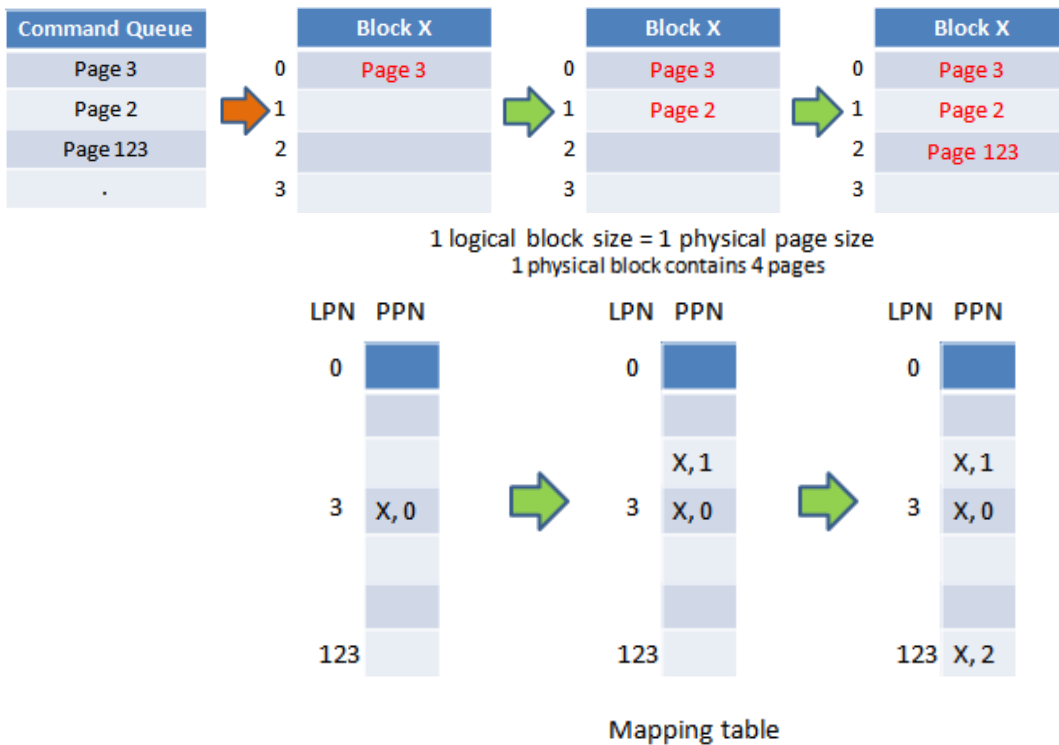 Command Queue Block X Block X Block X
Page 3 0 Page 3 0 Page 3 0 Page 3
Page 2 1 1 Page 2 1 Page 2
Page 123 2 2 2 Page 123
. 3 3 3
1 logical block size = 1 physical page size
1 physical block contains 4 pages
LPN PPN LPN PPN LPN PPN
0 0 0
X, 1 X, 1
3 X, 0 3 X, 0 3 X, 0
123 123 123 X, 2
Mapping table